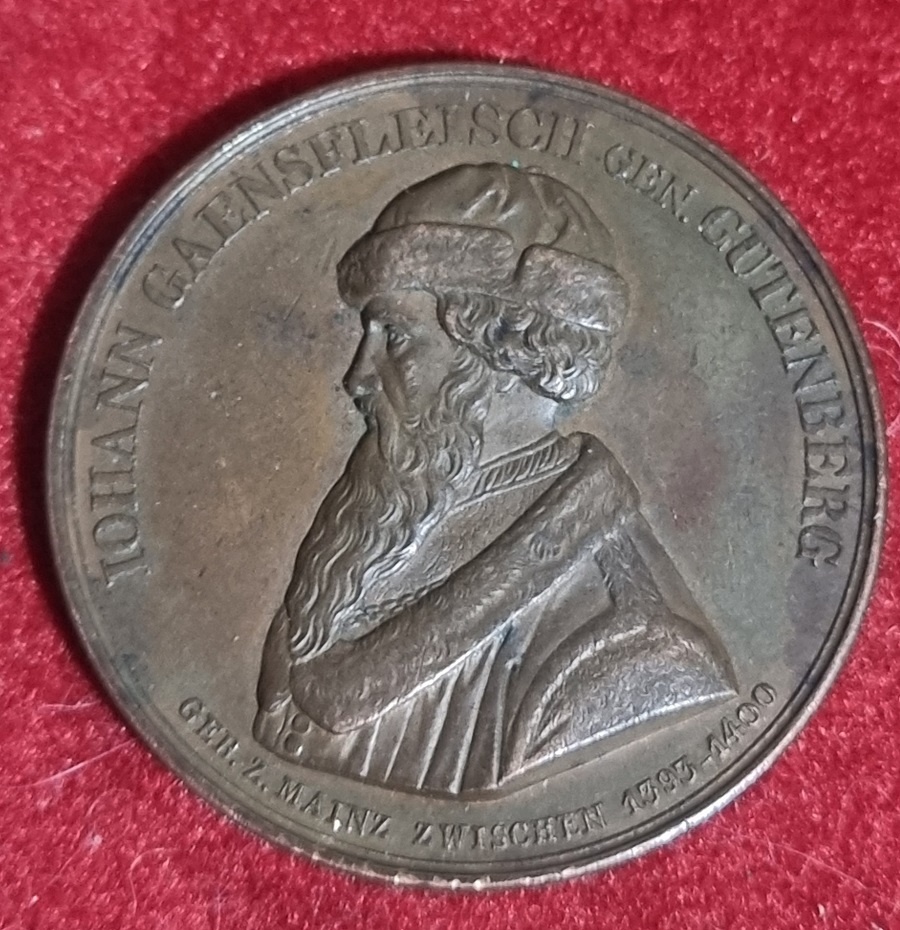 IOHANN GAENSFLEISCH GEN. GUTENBERG
GEB. Z. MAINZ ZWISCHEN 1393-1400